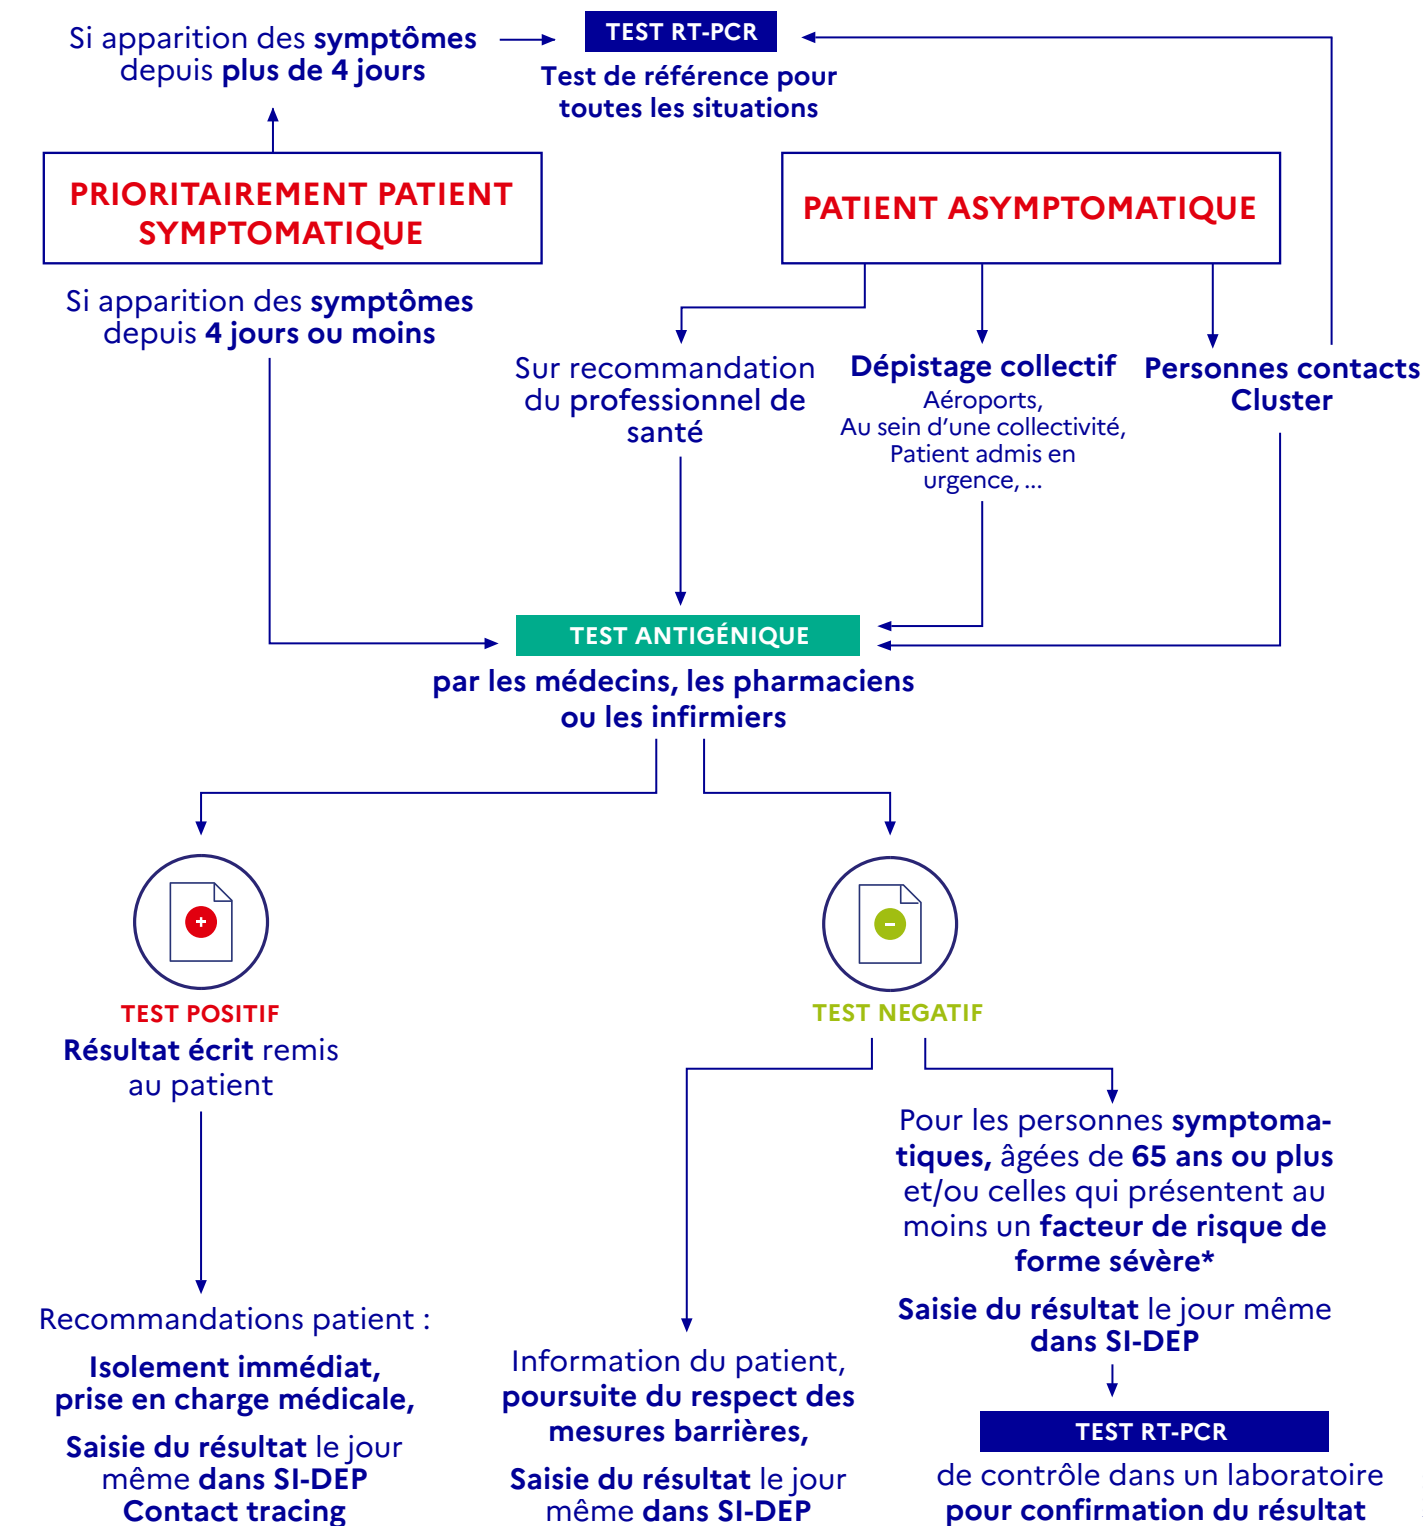 Si apparition des symptômes
depuis plus de 4 jours
TEST RT-PCR
Test de référence pour
toutes les situations
PRIORITAIREMENT PATIENT
SYMPTOMATIQUE
PATIENT ASYMPTOMATIQUE
Si apparition des symptômes
depuis 4 jours ou moins
Sur recommandation
du professionnel de
santé
Dépistage collectif
Aéroports,
Au sein d’une collectivité,
Patient admis en
urgence, ...
Personnes contacts
Cluster
TEST ANTIGÉNIQUE
par les médecins, les pharmaciens
ou les infirmiers
TEST POSITIF
Résultat écrit remis
au patient
Recommandations patient :
Isolement immédiat,
prise en charge médicale,
Saisie du résultat le jour
même dans SI-DEP
Contact tracing
TEST NEGATIF
Information du patient,
poursuite du respect des
mesures barrières,
Saisie du résultat le jour
même dans SI-DEP
Pour les personnes symptoma-
tiques, âgées de 65 ans ou plus
et/ou celles qui présentent au
moins un facteur de risque de
forme sévère*
Saisie du résultat le jour même
dans SI-DEP
TEST RT-PCR
de contrôle dans un laboratoire
pour confirmation du résultat